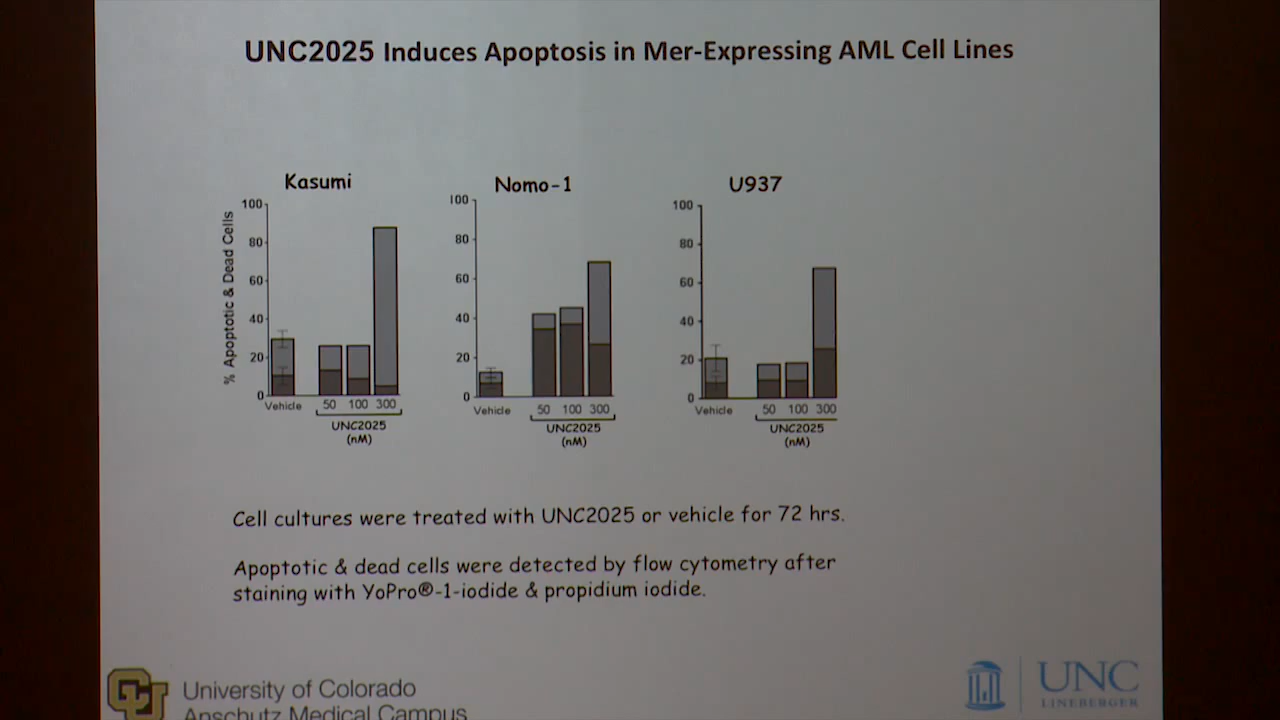 UNC2025 Induces Apoptosis in Mer-Expressing AML Cell Lines
Kasumi
% Apoptotic & Dead Cells
100
80
60
40
20
0
Vehicle
50 100 300
UNC2025
(nM)
Nomo-1
100
80
60
40
20
0
Vehicle
50 100 300
UNC2025
(nM)
U937
100
80
60
40
20
0
Vehicle
50 100 300
UNC2025
(nM)
Cell cultures were treated with UNC2025 or vehicle for 72 hrs.
Apoptotic & dead cells were detected by flow cytometry after
staining with YoPro®-1-iodide & propidium iodide.
CU
University of Colorado
Anschutz Medical Campus
UNC
LINEBERGER